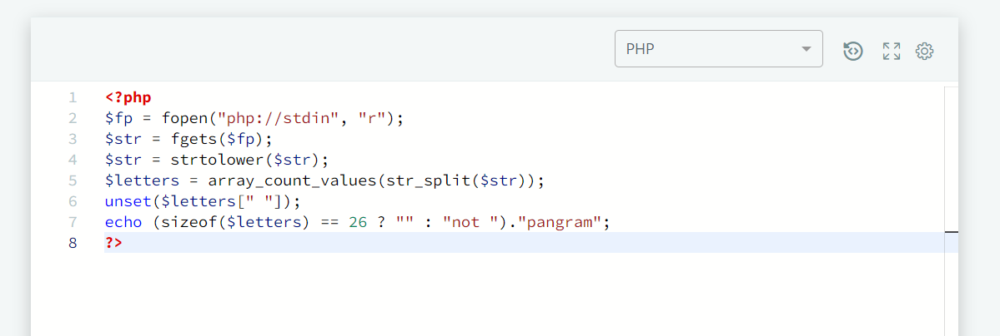 PHP
1 <?php
2 $fp = fopen("php://stdin", "r");
3 $str = fgets($fp);
4 $str = strtolower($str);
5 $letters = array_count_values(str_split($str));
6 unset($letters[" "]);
7 echo (sizeof($letters) == 26 ? "" : "not ")."pangram";
8 ?>